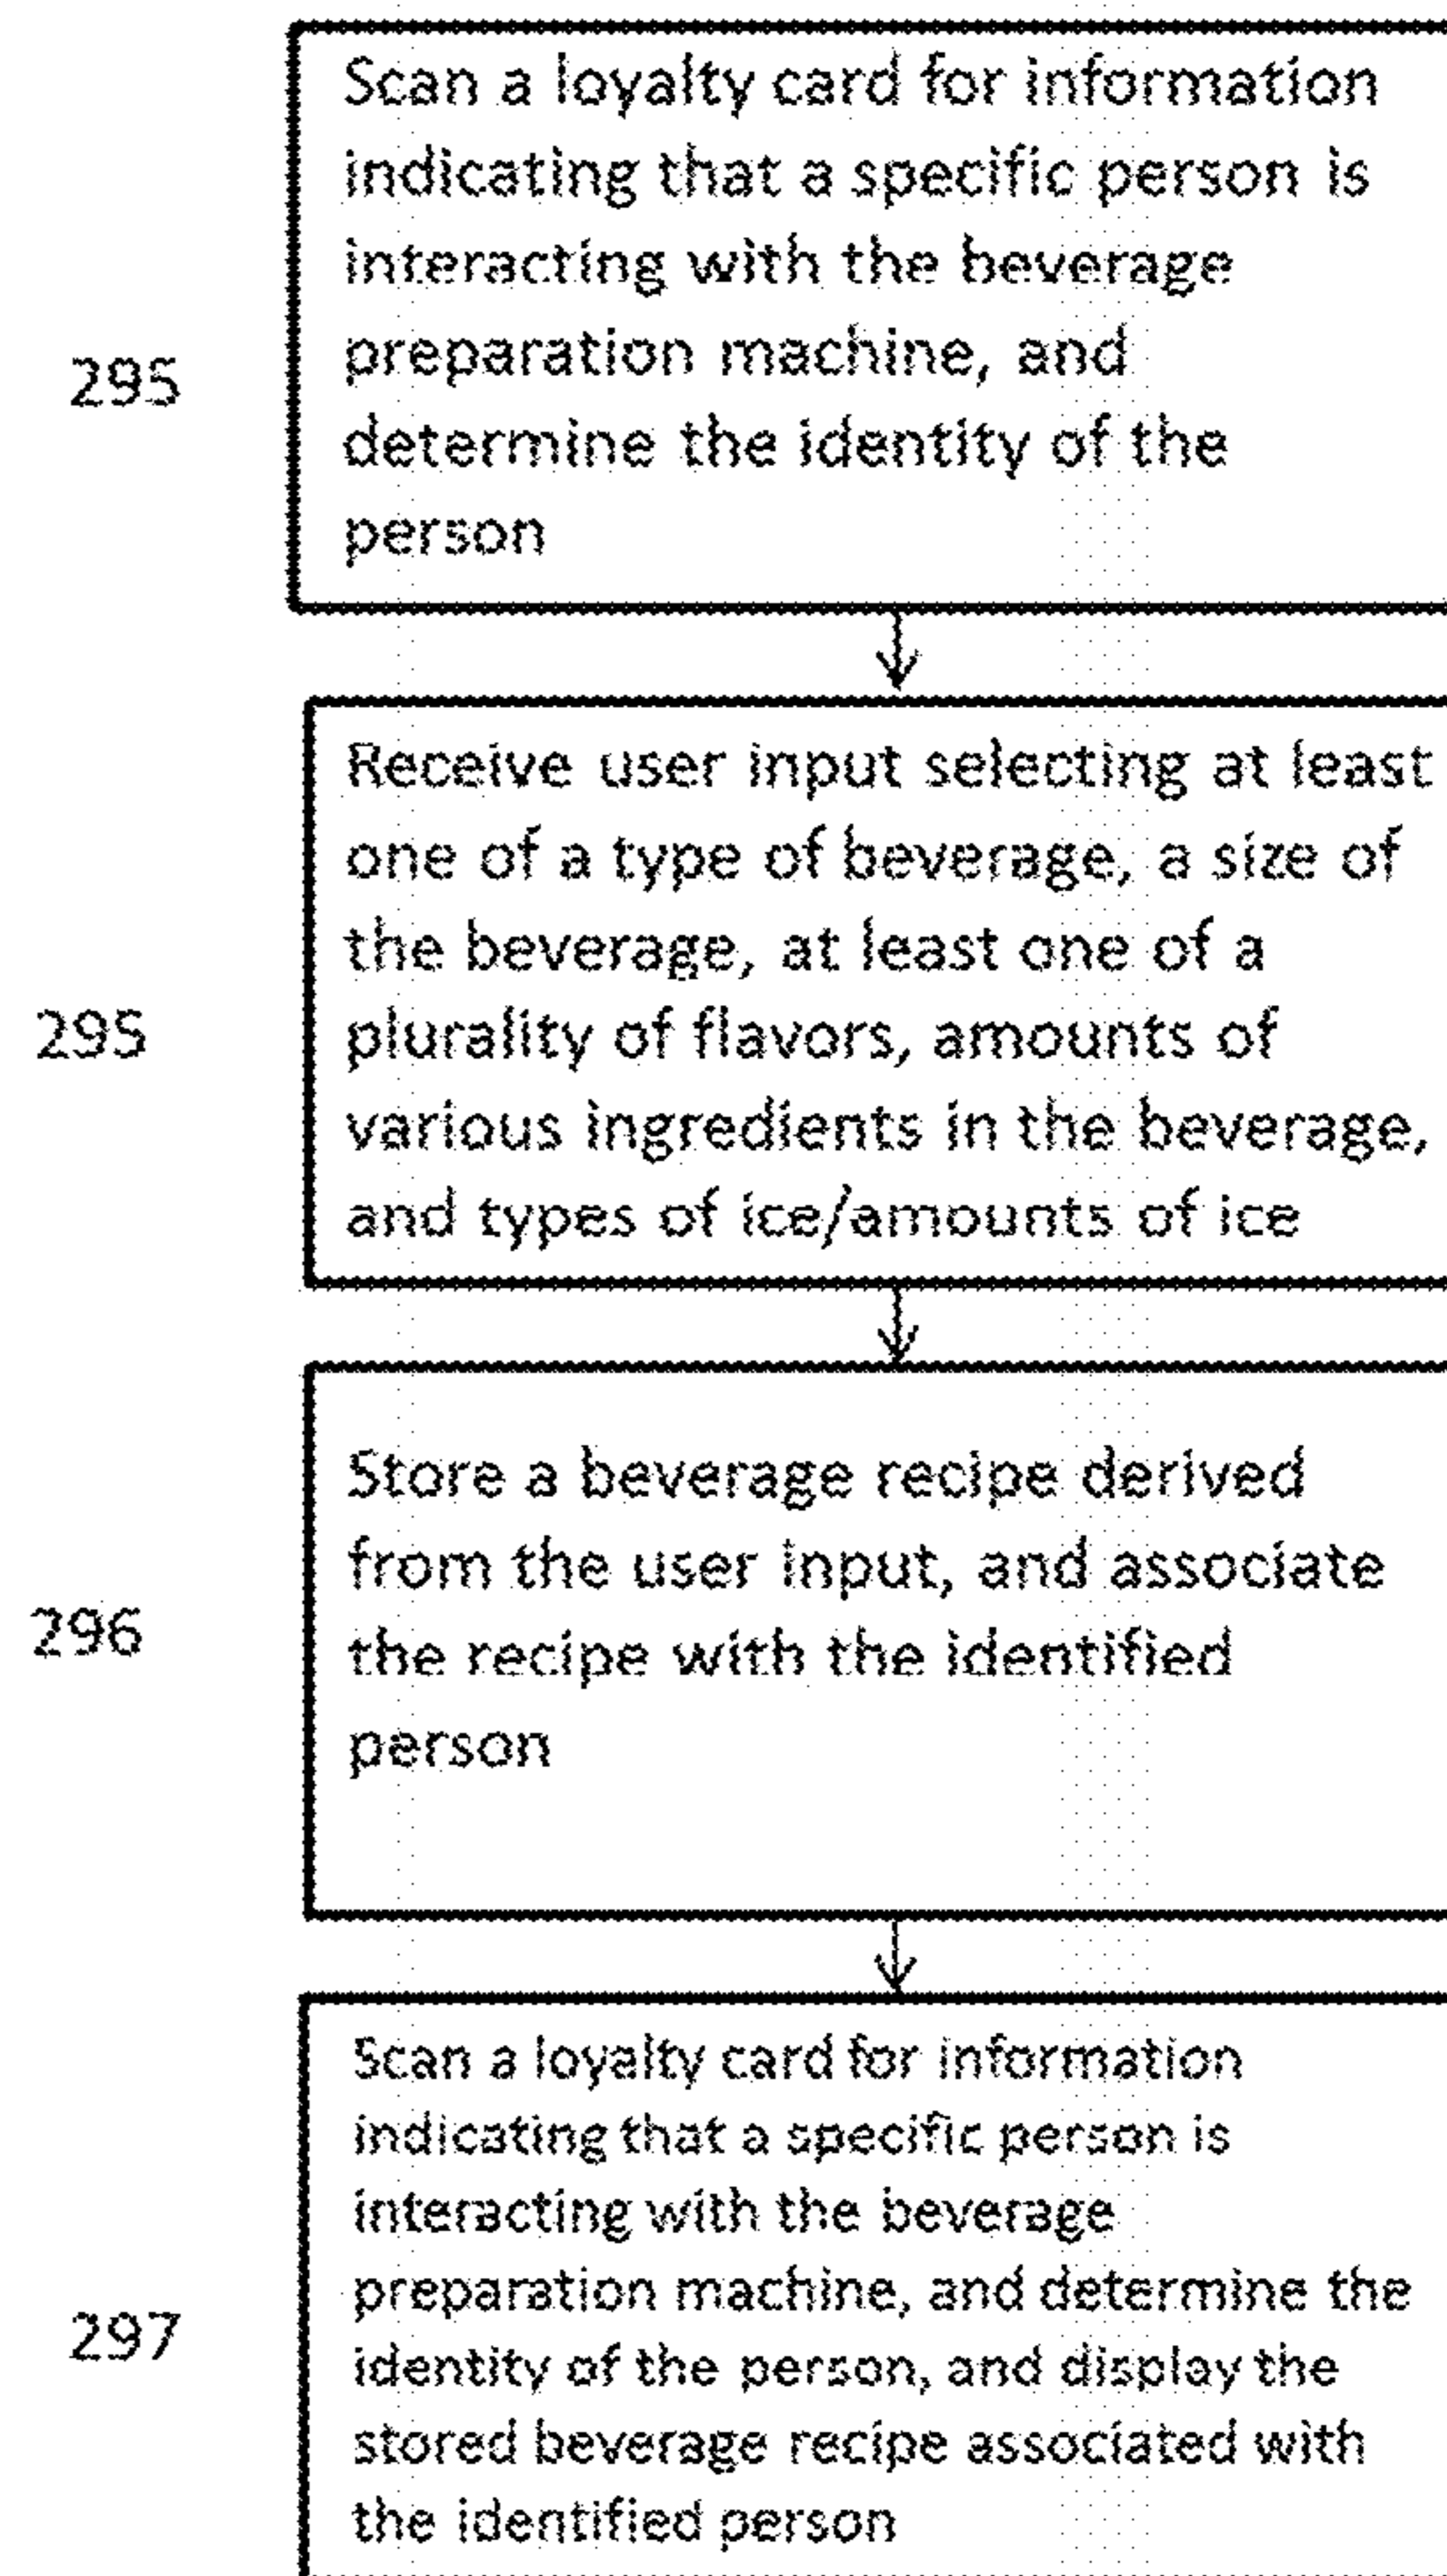 Scan a loyalty card for information
indicating that a specific person is
interacting with the beverage
preparation machine, and
determine the identity of the
person
295
Receive user input selecting at least
one of a type of beverage, a size of
the beverage, at least one of a
plurality of flavors, amounts of
various ingredients in the beverage,
and types of ice/amounts of ice
295
Store a beverage recipe derived
from the user input, and associate
the recipe with the identified
person
296
Scan a loyalty card for information
indicating that a specific person is
interacting with the beverage
preparation machine, and determine the
identity of the person, and display the
stored beverage recipe associated with
the identified person
297